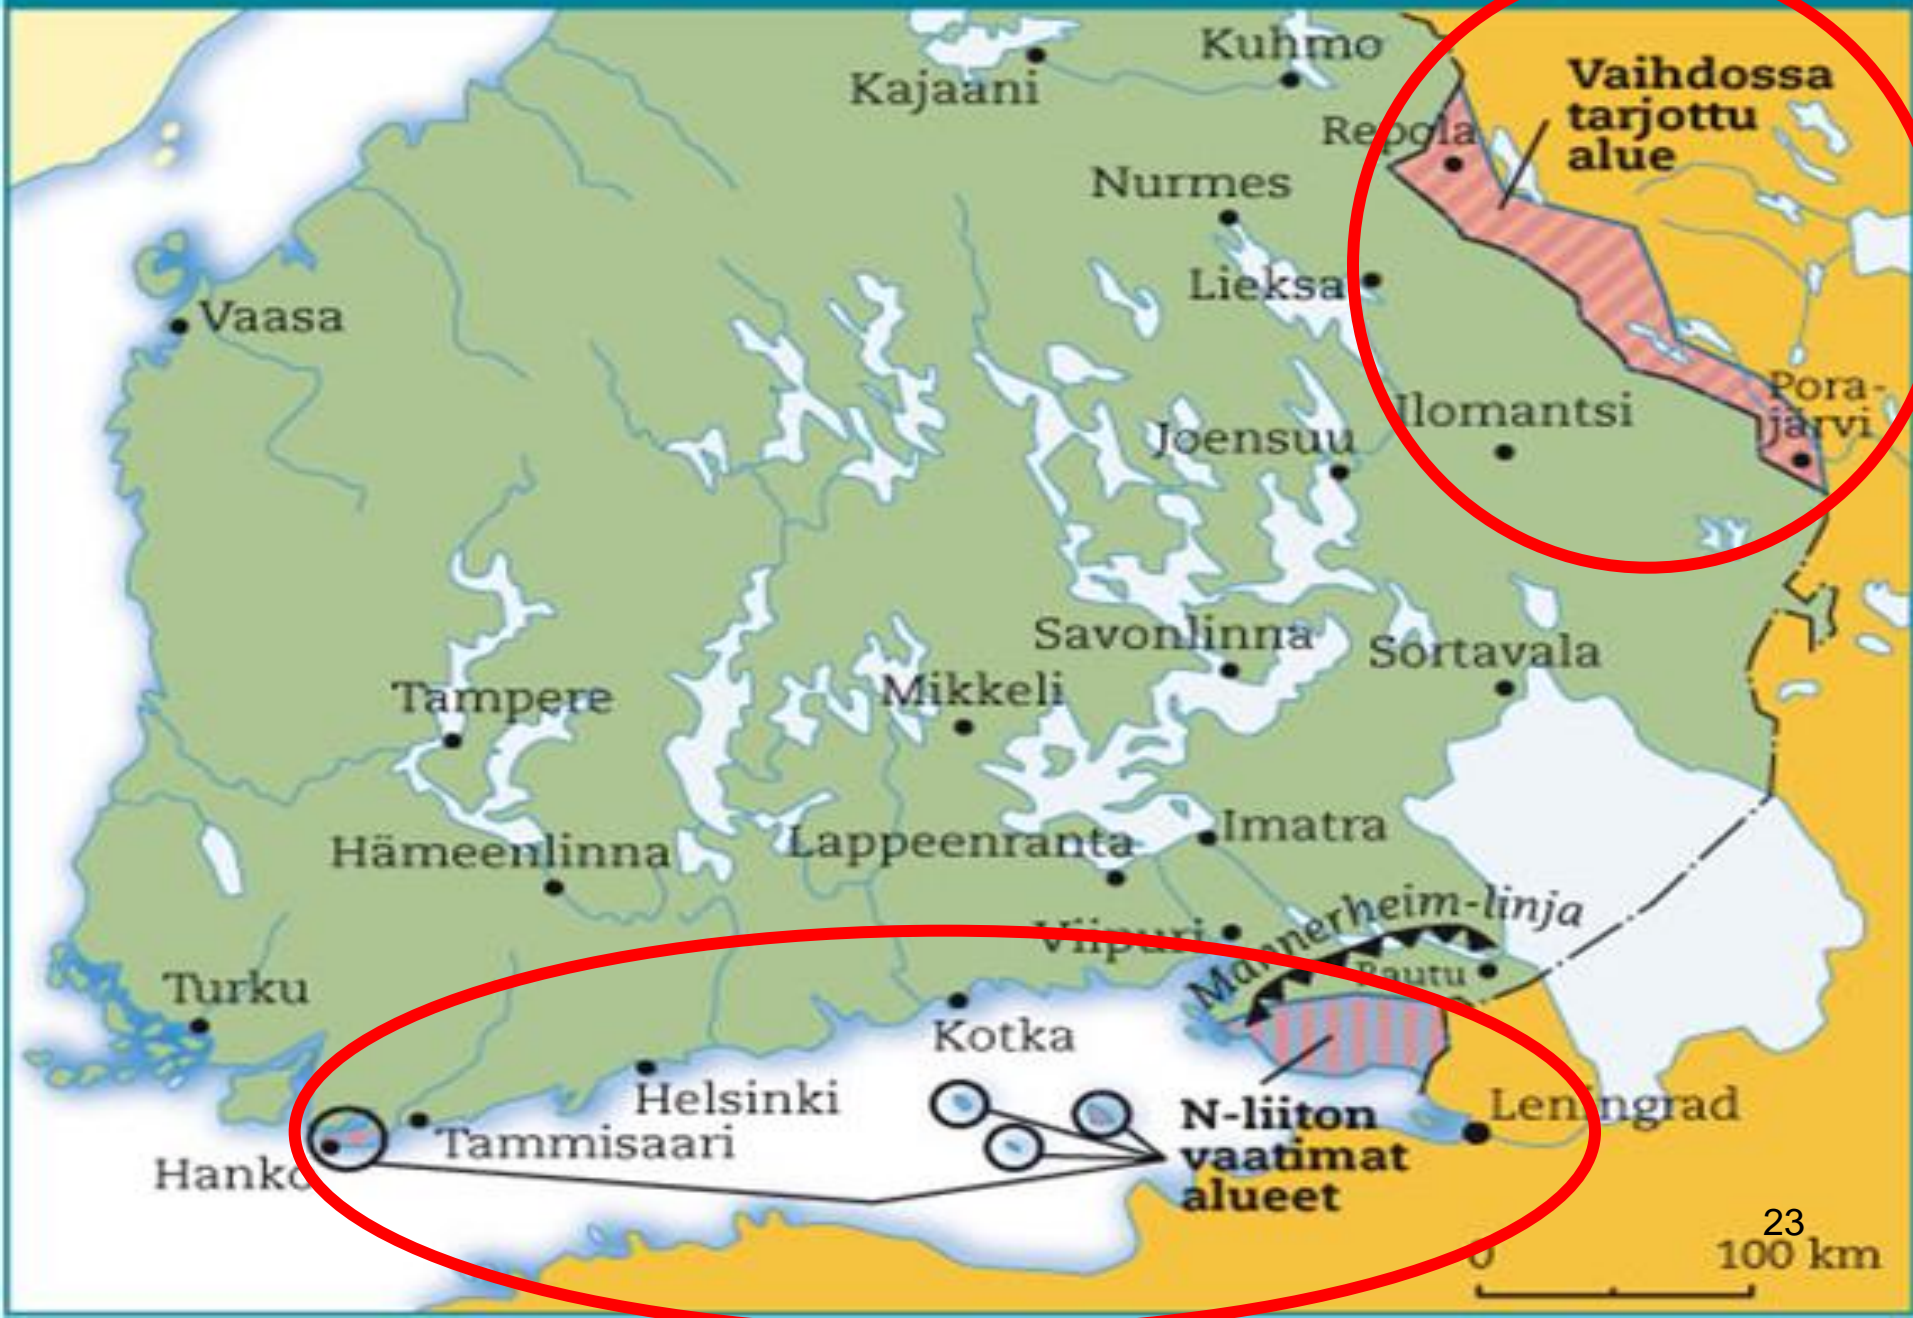 Kajaani
Kuhmo
Vaihdossa
tarjottu
alue
Repola
Nurmes
Lieksa
Vaasa
Pora-
järvi
Ilomantsi
Joensuu
Savonlinna
Sortavala
Tampere
Mikkeli
Imatra
Hämeenlinna
Lappeenranta
Mannerheim-linja
Viipuri
Rautu
Turku
Kotka
Helsinki
Leningrad
Tammisaari
Hanko
N-liiton
vaatimat
alueet
23
0 100 km